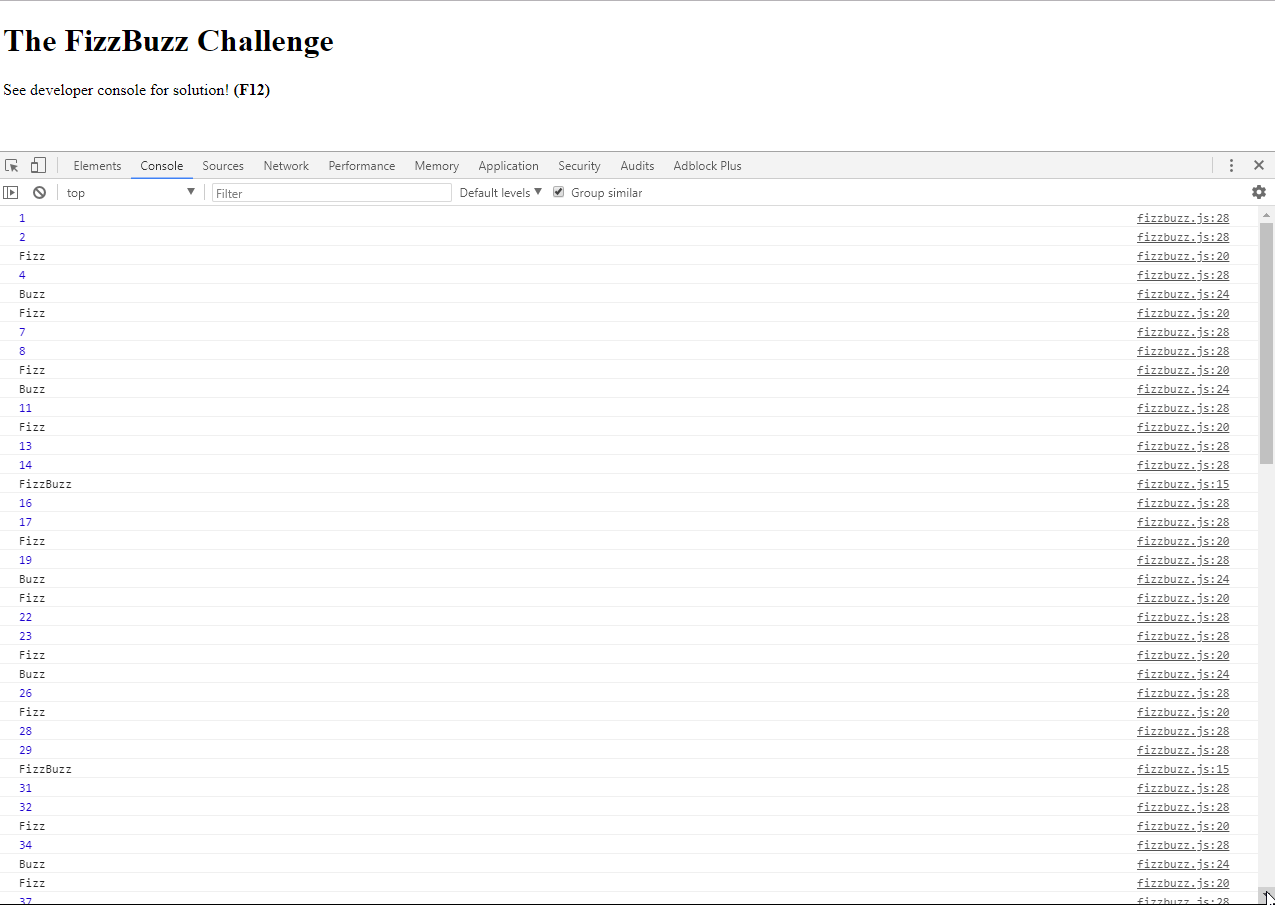 The FizzBuzz Challenge
See developer console for solution! (F12)
Elements Console Sources Network Performance Memory Application Security Audits Adblock Plus
top Filter Default levels Group similar
1 fizzbuzz.js:28
2 fizzbuzz.js:28
Fizz fizzbuzz.js:20
4 fizzbuzz.js:28
Buzz fizzbuzz.js:24
Fizz fizzbuzz.js:20
7 fizzbuzz.js:28
8 fizzbuzz.js:28
Fizz fizzbuzz.js:20
Buzz fizzbuzz.js:24
11 fizzbuzz.js:28
Fizz fizzbuzz.js:20
13 fizzbuzz.js:28
14 fizzbuzz.js:28
FizzBuzz fizzbuzz.js:15
16 fizzbuzz.js:28
17 fizzbuzz.js:28
Fizz fizzbuzz.js:20
19 fizzbuzz.js:28
Buzz fizzbuzz.js:24
Fizz fizzbuzz.js:20
22 fizzbuzz.js:28
23 fizzbuzz.js:28
Fizz fizzbuzz.js:20
Buzz fizzbuzz.js:24
26 fizzbuzz.js:28
Fizz fizzbuzz.js:20
28 fizzbuzz.js:28
29 fizzbuzz.js:28
FizzBuzz fizzbuzz.js:15
31 fizzbuzz.js:28
32 fizzbuzz.js:28
Fizz fizzbuzz.js:20
34 fizzbuzz.js:28
Buzz fizzbuzz.js:24
Fizz fizzbuzz.js:20
37 fizzbuzz.js:28